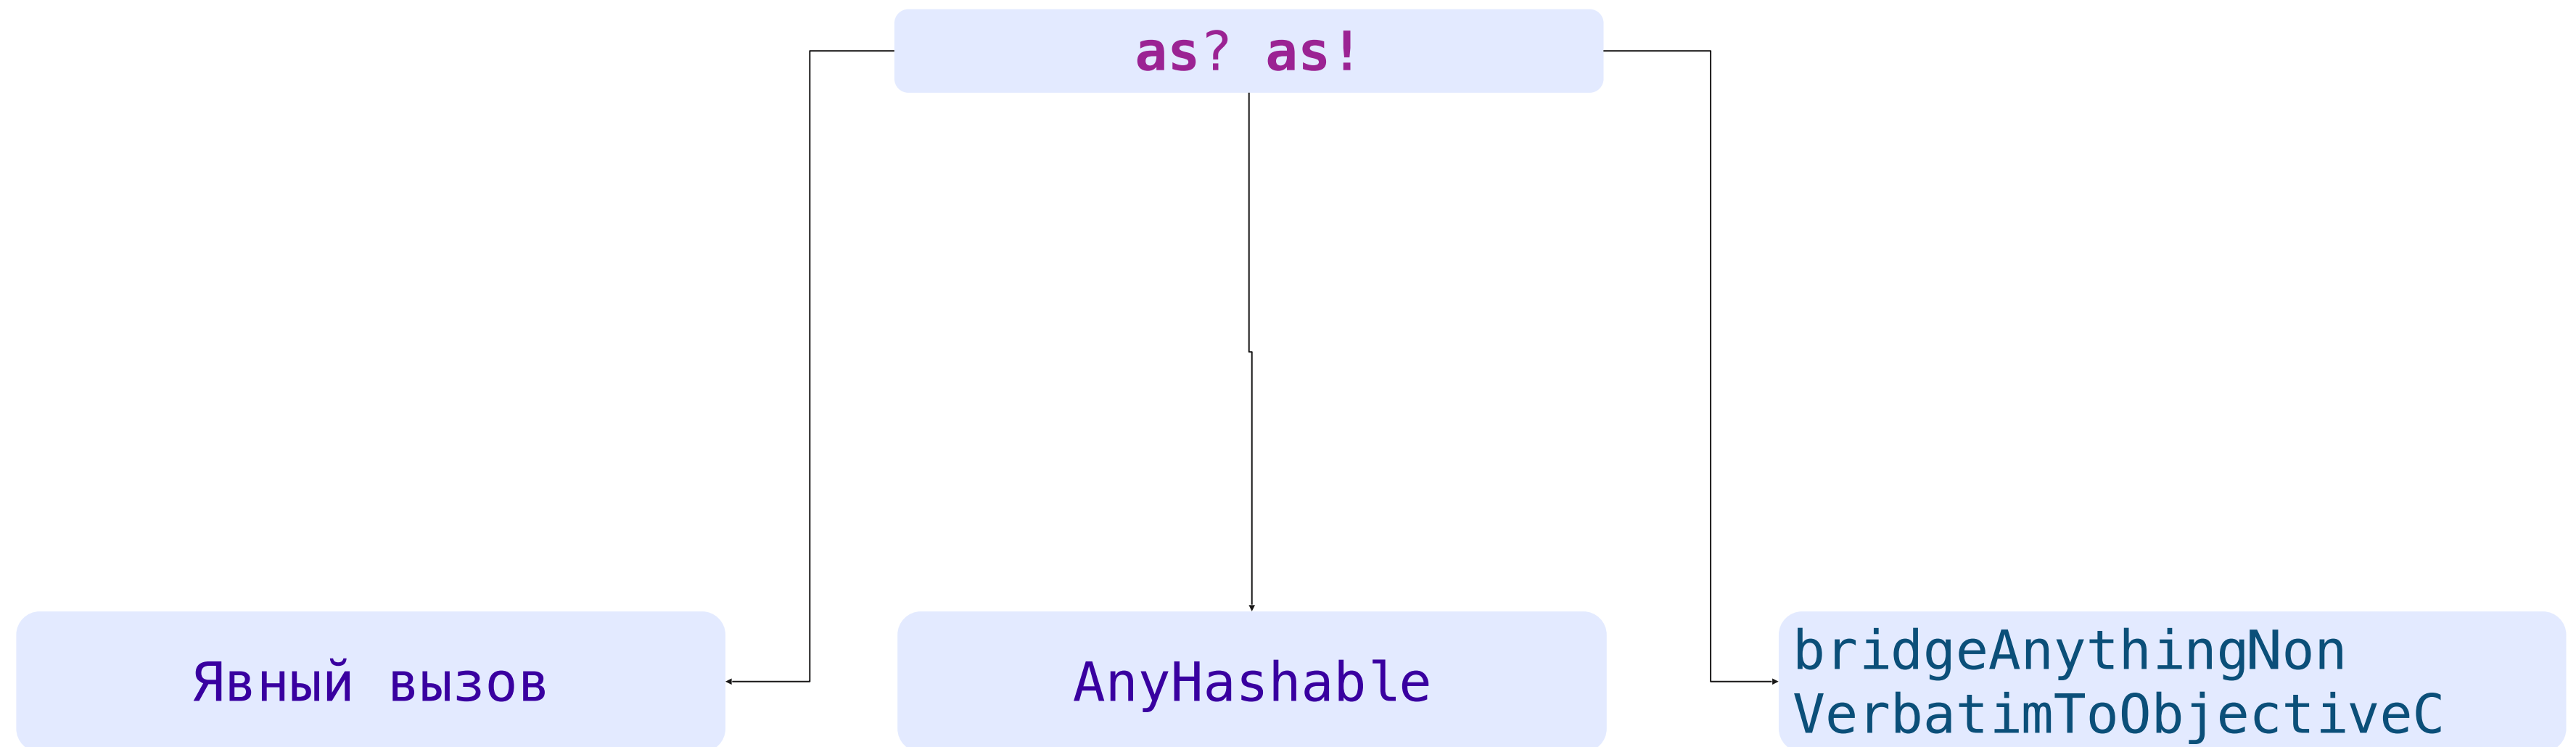 as? as!
Явный вызов
AnyHashable
bridgeAnythingNon
VerbatimToObjectiveC